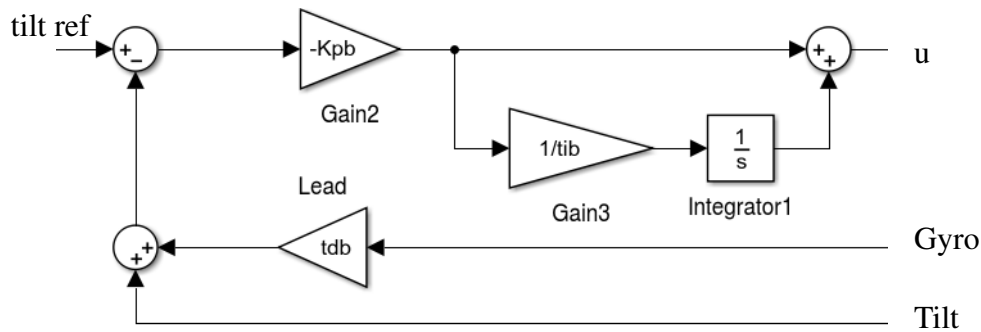 tilt ref
+
−
-Kpb
Gain2
+
+
u
1/tib
Gain3
1
s
Integrator1
Lead
tdb
+
+
Gyro
Tilt